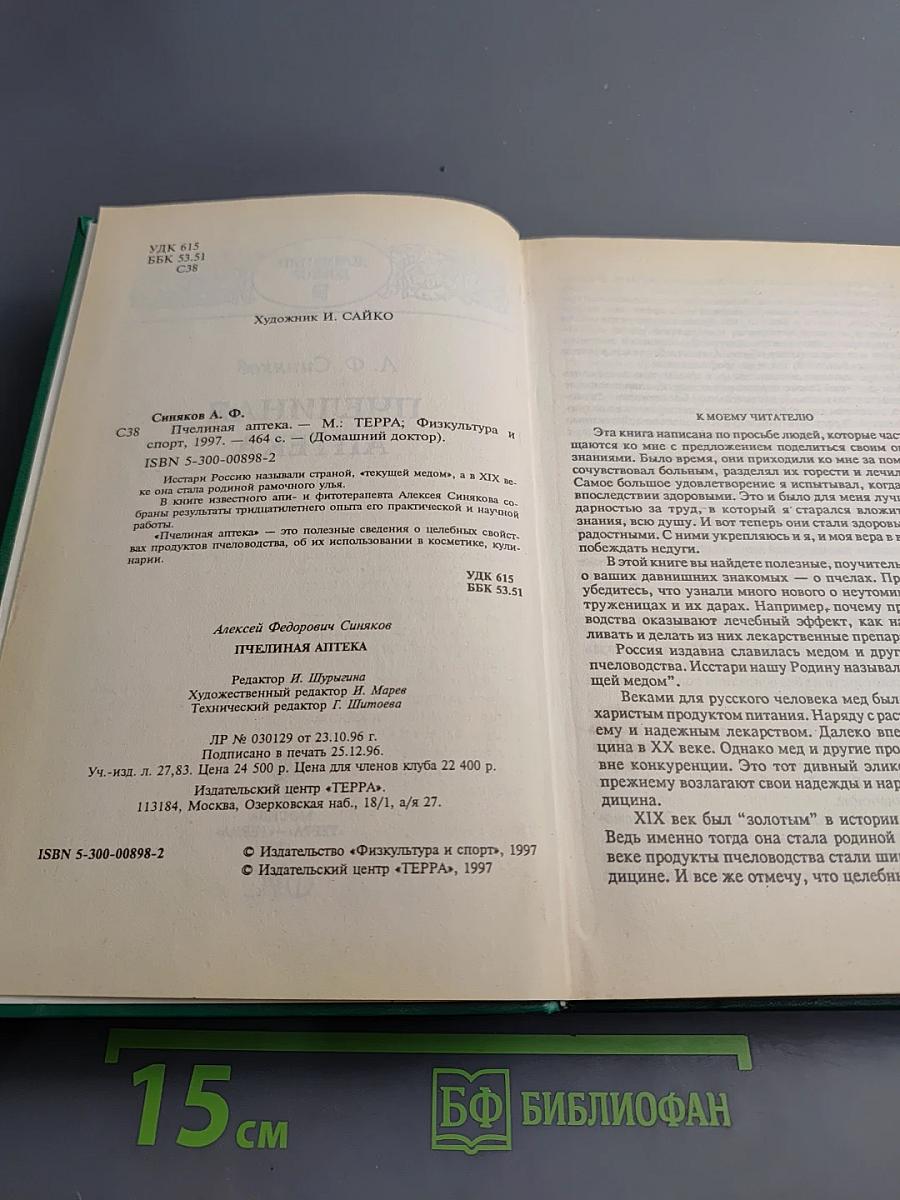 УДК 615
ББК 53.51
С38
Художник И. САЙКО
Синяков А. Ф.
С38 Пчелиная аптека. — М.: ТЕРРА; Физкультура и
спорт, 1997. — 464 с. — (Домашний доктор).
ISBN 5-300-00898-2
Исстари Россию называли страной, «текущей медом», а в XIX ве-
ке она стала родиной рамочного улья.
В книге известного апи- и фитотерапевта Алексея Синякова со-
браны результаты тридцатилетнего опыта его практической и научной
работы.
«Пчелиная аптека» — это полезные сведения о целебных свойст-
вах продуктов пчеловодства, об их использовании в косметике, кули-
нарии.
УДК 615
ББК 53.51
Алексей Федорович Синяков
ПЧЕЛИНАЯ АПТЕКА
Редактор И. Шурыгина
Художественный редактор И. Марев
Технический редактор Г. Шитоева
ЛР № 030129 от 23.10.96 г.
Подписано в печать 25.12.96.
Уч.-изд. л. 27,83. Цена 24 500 р. Цена для членов клуба 22 400 р.
Издательский центр «ТЕРРА».
113184, Москва, Озерковская наб., 18/1, а/я 27.
ISBN 5-300-00898-2
© Издательство «Физкультура и спорт», 1997
© Издательский центр «ТЕРРА», 1997
К МОЕМУ ЧИТАТЕЛЮ
Эта книга написана по просьбе людей, которые час
щаются ко мне с предложением поделиться своим
знаниями. Было время, они приходили ко мне за
сочувствовал больным, разделял их горести и лечил
Самое большое удовлетворение я испытывал, когда
впоследствии здоровыми. Это и было для меня
дарностью за труд, в который я старался вложит
знания, всю душу. И вот теперь они стали здоровы
радостными. С ними укрепляюсь и я, и моя вера в
побеждать недуги.
В этой книге вы найдете полезные, поучитель
о ваших давнишних знакомых — о пчелах. Пр
убедитесь, что узнали много нового о неутоми
труженицах и их дарах. Например, почему пр
водства оказывают лечебный эффект, как
ливать и делать из них лекарственные препар
Россия издавна славилась медом и друг
пчеловодства. Исстари нашу Родину называл
щей медом".
Веками для русского человека мед был
харистым продуктом питания. Наряду с рас
ему и надежным лекарством. Далеко впе
цина в XX веке. Однако мед и другие про
вне конкуренции. Это тот дивный элик
прежнему возлагают свои надежды и нар
дицина.
XIX век был "золотым" в истории
Ведь именно тогда она стала родиной
веке продукты пчеловодства стали ши
дицине. И все же отмечу, что целебн
15 см
БФ БИБЛИОФАН